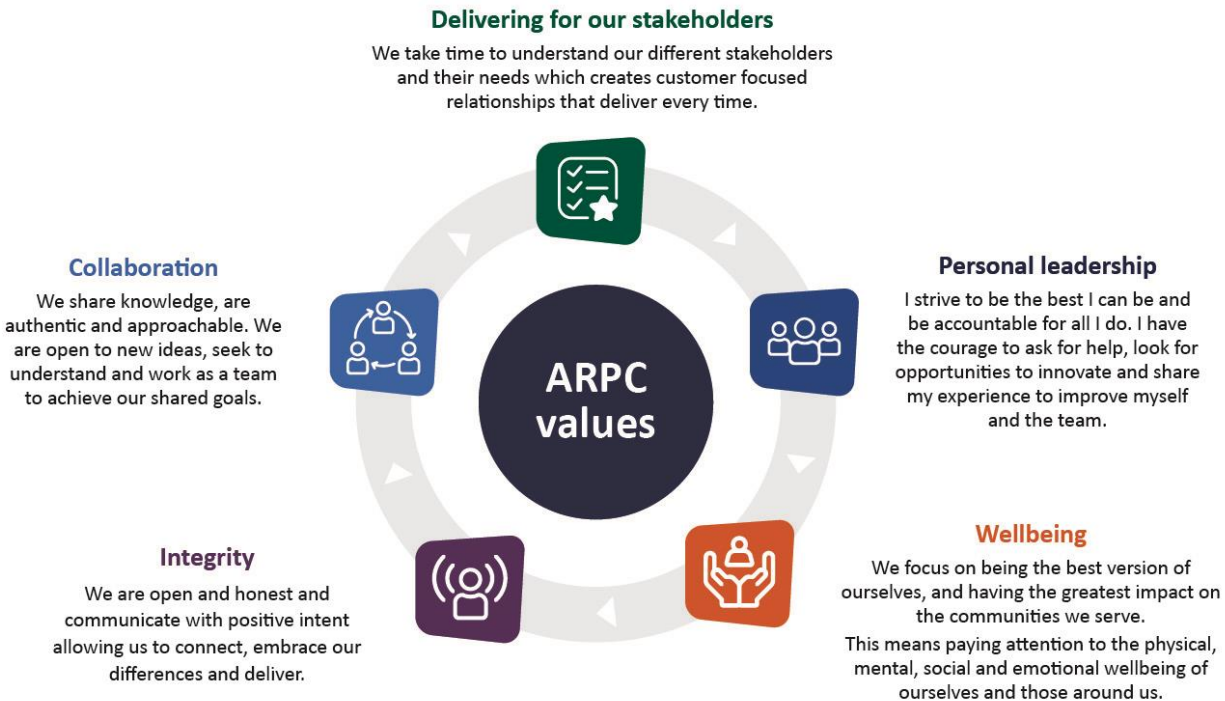 Delivering for our stakeholders
We take time to understand our different stakeholders
and their needs which creates customer focused
relationships that deliver every time.
Collaboration
We share knowledge, are
authentic and approachable. We
are open to new ideas, seek to
understand and work as a team
to achieve our shared goals.
ARPC
values
Personal leadership
I strive to be the best I can be and
be accountable for all I do. I have
the courage to ask for help, look for
opportunities to innovate and share
my experience to improve myself
and the team.
Integrity
We are open and honest and
communicate with positive intent
allowing us to connect, embrace our
differences and deliver.
Wellbeing
We focus on being the best version of
ourselves, and having the greatest impact on
the communities we serve.
This means paying attention to the physical,
mental, social and emotional wellbeing of
ourselves and those around us.